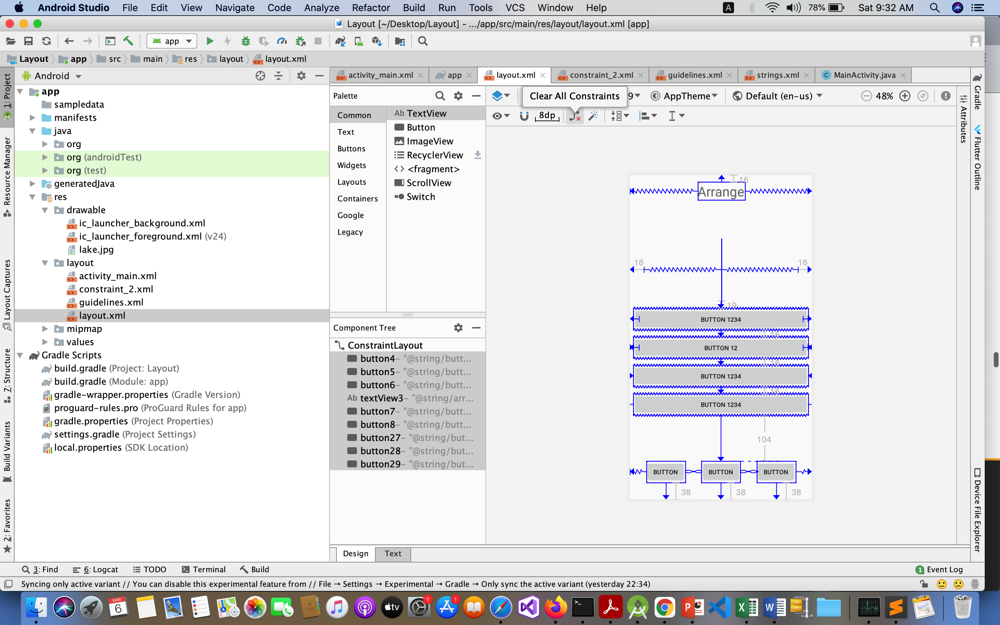 Android Studio File Edit View Navigate Code Analyze Refactor Build Run Tools VCS Window Help A 78% Sat 9:32 AM
Layout [~/Desktop/Layout] - .../app/src/main/res/layout/layout.xml [app]
app
Layout app src main res layout layout.xml
Android
activity_main.xml app layout.xml constraint_2.xml guidelines.xml strings.xml MainActivity.java
1: Project
Resource Manager
Layout Captures
7: Structure
Build Variants
2: Favorites
app
sampledata
manifests
java
org
org (androidTest)
org (test)
generatedJava
res
drawable
ic_launcher_background.xml
ic_launcher_foreground.xml (v24)
lake.jpg
layout
activity_main.xml
constraint_2.xml
guidelines.xml
layout.xml
mipmap
values
Gradle Scripts
build.gradle (Project: Layout)
build.gradle (Module: app)
gradle-wrapper.properties (Gradle Version)
proguard-rules.pro (ProGuard Rules for app)
gradle.properties (Project Properties)
settings.gradle (Project Settings)
local.properties (SDK Location)
Palette
Common
Text
Buttons
Widgets
Layouts
Containers
Google
Legacy
Ab TextView
Button
ImageView
RecyclerView
<fragment>
ScrollView
Switch
Component Tree
ConstraintLayout
button4- "@string/butt...
button5- "@string/butt...
button6- "@string/butt...
Ab textView3- "@string/arr...
button7- "@string/butt...
button8- "@string/butt...
button27- "@string/but...
button28- "@string/but...
button29- "@string/but...
Clear All Constraints 9 AppTheme Default (en-us) 48%
8dp
16
Arrange
16 16
19
BUTTON 1234
16
BUTTON 12
16
BUTTON 1234
16
BUTTON 1234
104
BUTTON BUTTON BUTTON
38 38 38
Attributes
Gradle
Flutter Outline
Device File Explorer
Design Text
3: Find 6: Logcat TODO Terminal Build 1 Event Log
Syncing only active variant // You can disable this experimental feature from // File → Settings → Experimental → Gradle → Only sync the active variant (yesterday 22:34)
MAR
6
3D
tv
1
1
>_
P
X
W